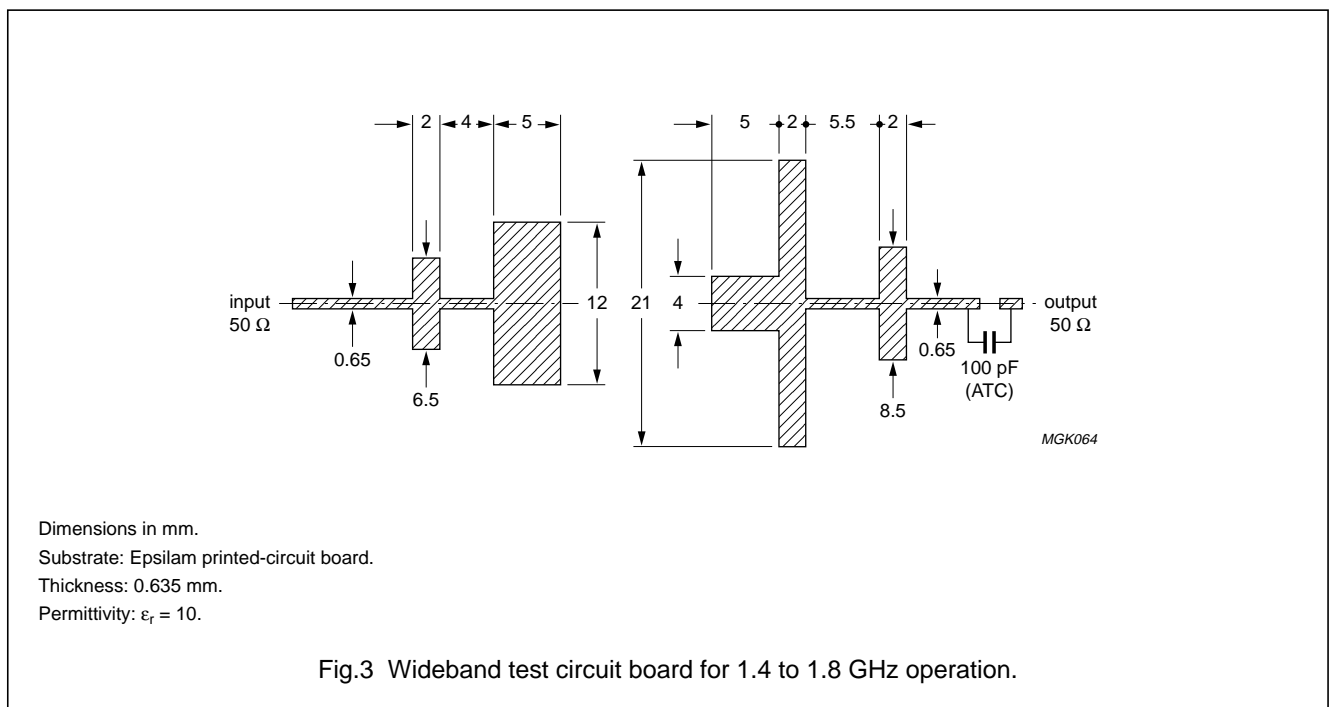 2 4 5
5 2 5.5 2
input
50 Ω
0.65
6.5
12
21
4
0.65
8.5
100 pF
(ATC)
output
50 Ω
MGK064
Dimensions in mm.
Substrate: Epsilam printed-circuit board.
Thickness: 0.635 mm.
Permittivity: εr = 10.
Fig.3 Wideband test circuit board for 1.4 to 1.8 GHz operation.